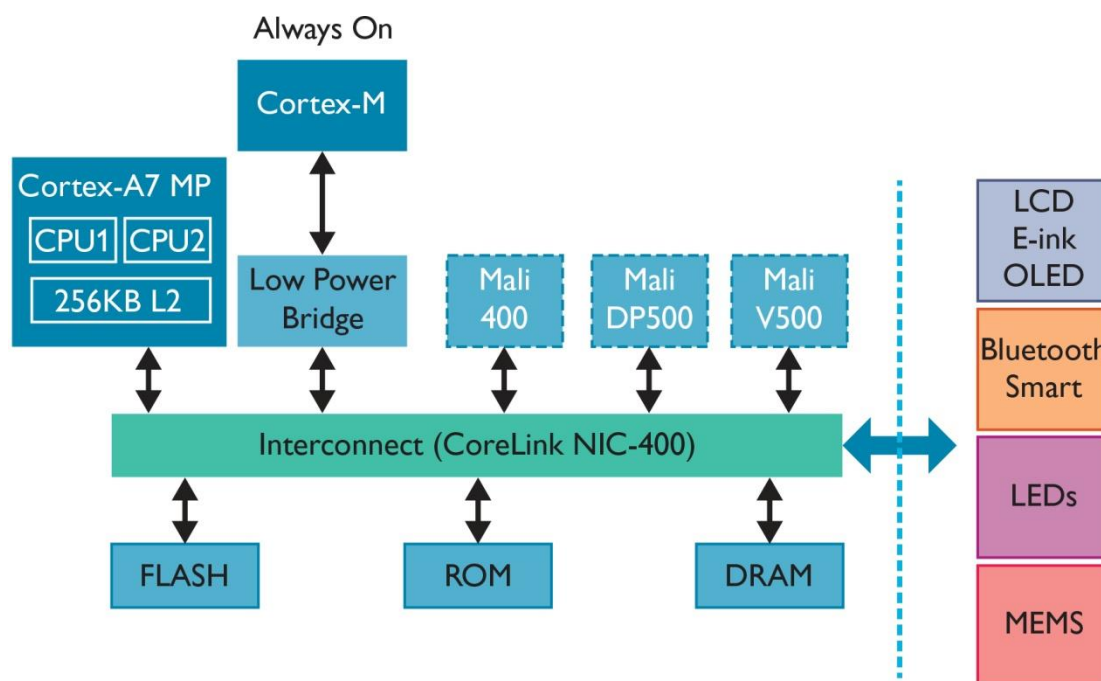 Always On
Cortex-M
Cortex-A7 MP
CPU1 CPU2
256KB L2
Low Power
Bridge
Mali
400
Mali
DP500
Mali
V500
Interconnect (CoreLink NIC-400)
FLASH
ROM
DRAM
LCD
E-ink
OLED
Bluetooth
Smart
LEDs
MEMS